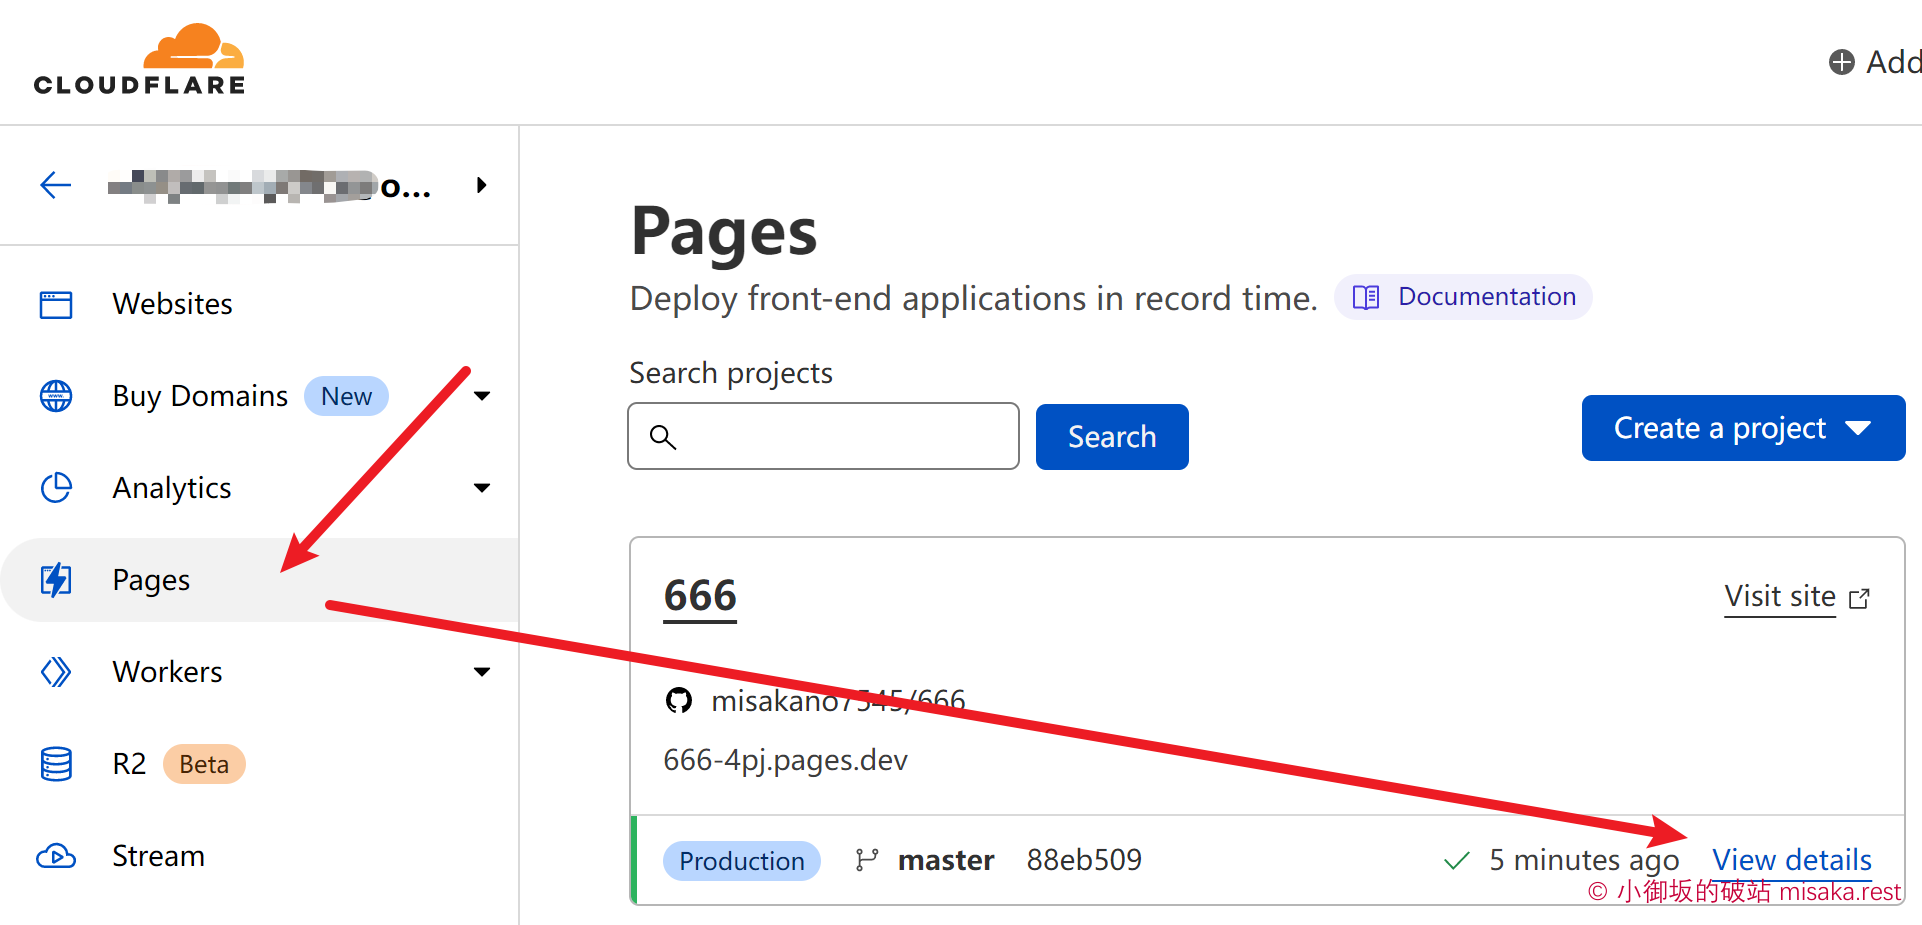 CLOUDFLARE
Add
o...
Websites
Buy Domains New
Analytics
Pages
Workers
R2 Beta
Stream
Pages
Deploy front-end applications in record time. Documentation
Search projects
Search
Create a project
666
Visit site
misakano7545/666
666-4pj.pages.dev
Production master 88eb509
5 minutes ago View details
© 小御坂的破站 misaka.rest